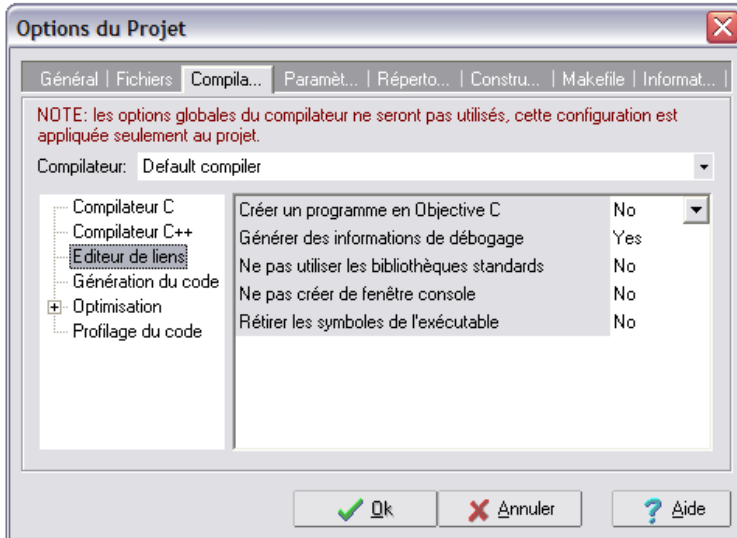 Options du Projet
Général | Fichiers | Compila... | Paramèt... | Réperto... | Constru... | Makefile | Informat... |
NOTE: les options globales du compilateur ne seront pas utilisés, cette configuration est
appliquée seulement au projet.
Compilateur: Default compiler
Compilateur C
Compilateur C++
Editeur de liens
Génération du code
Optimisation
Profilage du code
Créer un programme en Objective C No
Générer des informations de débogage Yes
Ne pas utiliser les bibliothèques standards No
Ne pas créer de fenêtre console No
Rétirer les symboles de l'exécutable No
Ok Annuler Aide